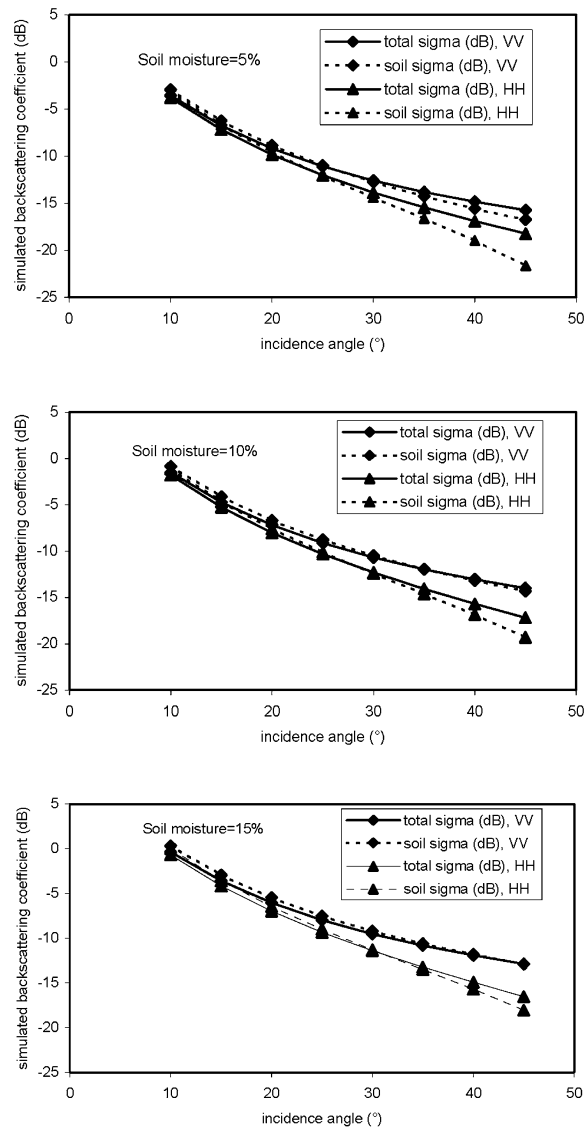 5
0
-5
-10
-15
-20
-25
simulated backscattering coefficient (dB)
Soil moisture=5%
total sigma (dB), VV
soil sigma (dB), VV
total sigma (dB), HH
soil sigma (dB), HH
0 10 20 30 40 50
incidence angle (°)
5
0
-5
-10
-15
-20
-25
simulated backscattering coefficient (dB)
Soil moisture=10%
total sigma (dB), VV
soil sigma (dB), VV
total sigma (dB), HH
soil sigma (dB), HH
0 10 20 30 40 50
incidence angle (°)
5
0
-5
-10
-15
-20
-25
simulated backscattering coefficient (dB)
Soil moisture=15%
total sigma (dB), VV
soil sigma (dB), VV
total sigma (dB), HH
soil sigma (dB), HH
0 10 20 30 40 50
incidence angle (°)